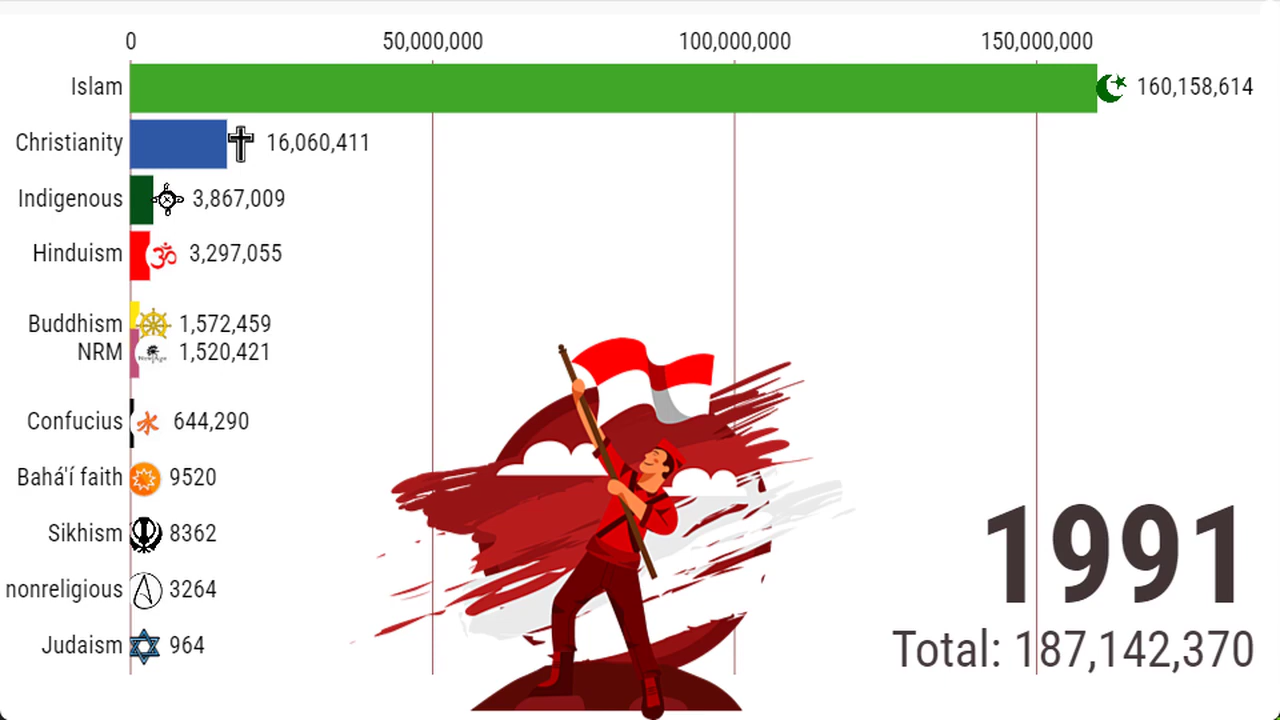 0 50,000,000 100,000,000 150,000,000
Islam 160,158,614
Christianity 16,060,411
Indigenous 3,867,009
Hinduism 3,297,055
Buddhism 1,572,459
NRM 1,520,421
Confucius 644,290
Bahá'í faith 9520
Sikhism 8362
nonreligious 3264
Judaism 964
1991
Total: 187,142,370